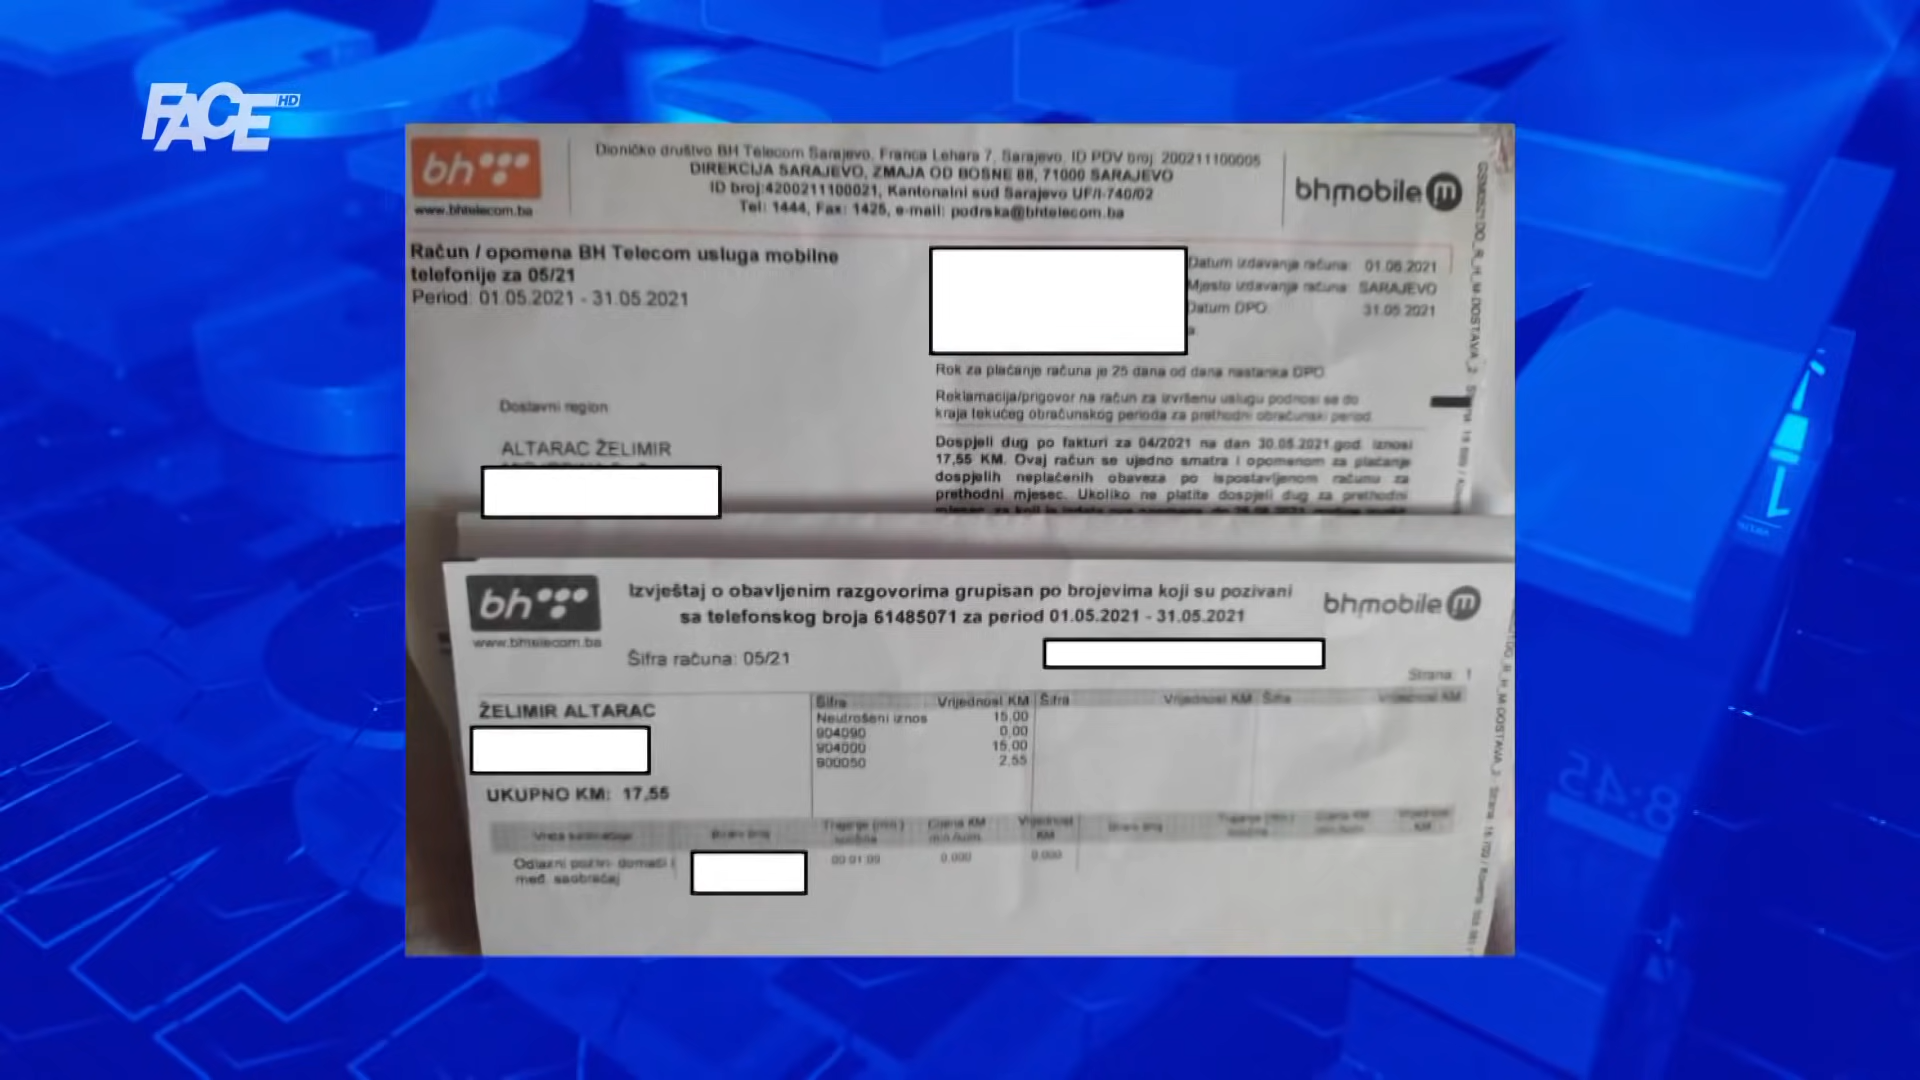 FACE HD
bh
www.bhtelecom.ba
Dioničko društvo BH Telecom Sarajevo, Franca Lehara 7, Sarajevo, ID PDV broj: 200211100005
DIREKCIJA SARAJEVO, ZMAJA OD BOSNE 88, 71000 SARAJEVO
ID broj:4200211100021, Kantonalni sud Sarajevo UF/I-740/02
Tel: 1444, Fax: 1425, e-mail: podrska@bhtelecom.ba
bhmobile m
Račun / opomena BH Telecom usluga mobilne
telefonije za 05/21
Period: 01.05.2021 - 31.05.2021
Datum izdavanja računa: 01.06.2021
Mjesto izdavanja računa: SARAJEVO
Datum DPO: 31.05.2021
Rok za plaćanje računa je 25 dana od dana nastanka DPO
Reklamacija/prigovor na račun za izvršenu uslugu podnosi se do
kraja tekućeg obračunskog perioda za prethodni obračunski period.
Dostavni region
ALTARAC ŽELIMIR
Dospjeli dug po fakturi za 04/2021 na dan 30.05.2021.god. iznosi
17,55 KM. Ovaj račun se ujedno smatra i opomenom za plaćanje
dospjelih neplaćenih obaveza po ispostavljenom računu za
prethodni mjesec. Ukoliko ne platite dospjeli dug za prethodni
bh
www.bhtelecom.ba
Izvještaj o obavljenim razgovorima grupisan po brojevima koji su pozivani
sa telefonskog broja 61485071 za period 01.05.2021 - 31.05.2021
bhmobile m
Šifra računa: 05/21
Strana: 1
ŽELIMIR ALTARAC
Šifra Vrijednost KM Šifra Vrijednost KM Šifra Vrijednost KM
Neutrošeni iznos 15,00
904090 0,00
904000 15,00
900050 2,55
UKUPNO KM: 17,55
Odlazni pozivi domaći i 00:01:09 0,000 0,000
međ. saobraćaj
8:45